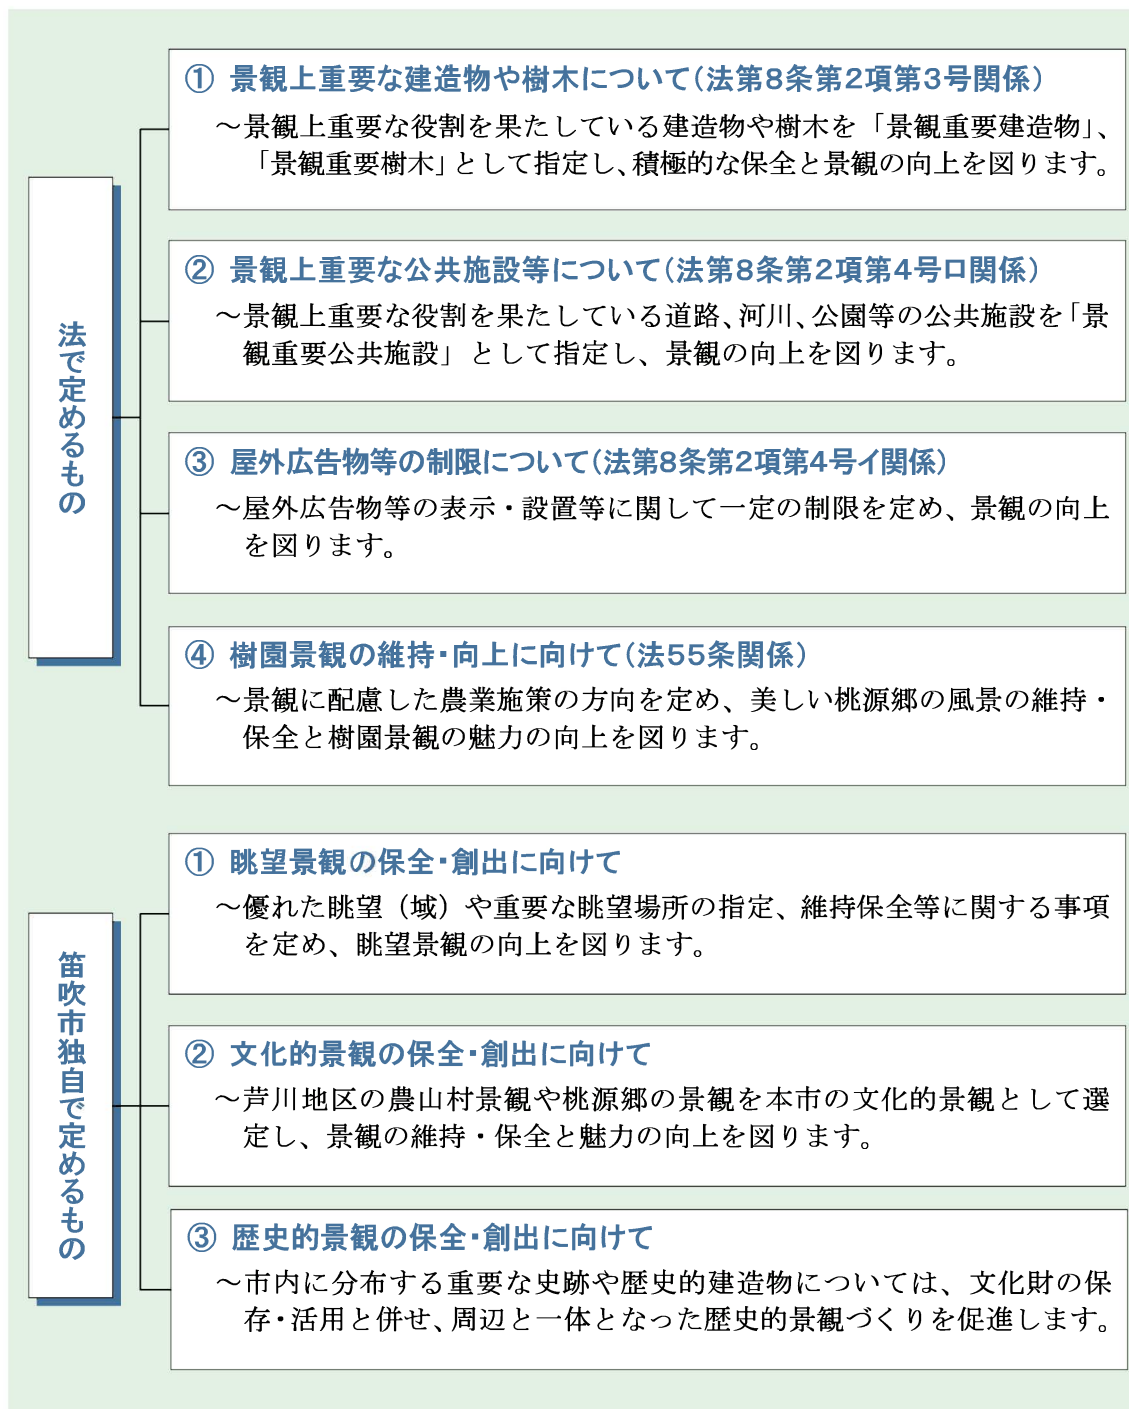 法で定めるもの
① 景観上重要な建造物や樹木について(法第8条第2項第3号関係)
～景観上重要な役割を果たしている建造物や樹木を「景観重要建造物」、
「景観重要樹木」として指定し、積極的な保全と景観の向上を図ります。
② 景観上重要な公共施設等について(法第8条第2項第4号ロ関係)
～景観上重要な役割を果たしている道路、河川、公園等の公共施設を「景
観重要公共施設」として指定し、景観の向上を図ります。
③ 屋外広告物等の制限について(法第8条第2項第4号イ関係)
～屋外広告物等の表示・設置等に関して一定の制限を定め、景観の向上
を図ります。
④ 樹園景観の維持・向上に向けて(法55条関係)
～景観に配慮した農業施策の方向を定め、美しい桃源郷の風景の維持・
保全と樹園景観の魅力の向上を図ります。
笛吹市独自で定めるもの
① 眺望景観の保全・創出に向けて
～優れた眺望（域）や重要な眺望場所の指定、維持保全等に関する事項
を定め、眺望景観の向上を図ります。
② 文化的景観の保全・創出に向けて
～芦川地区の農山村景観や桃源郷の景観を本市の文化的景観として選
定し、景観の維持・保全と魅力の向上を図ります。
③ 歴史的景観の保全・創出に向けて
～市内に分布する重要な史跡や歴史的建造物については、文化財の保
存・活用と併せ、周辺と一体となった歴史的景観づくりを促進します。